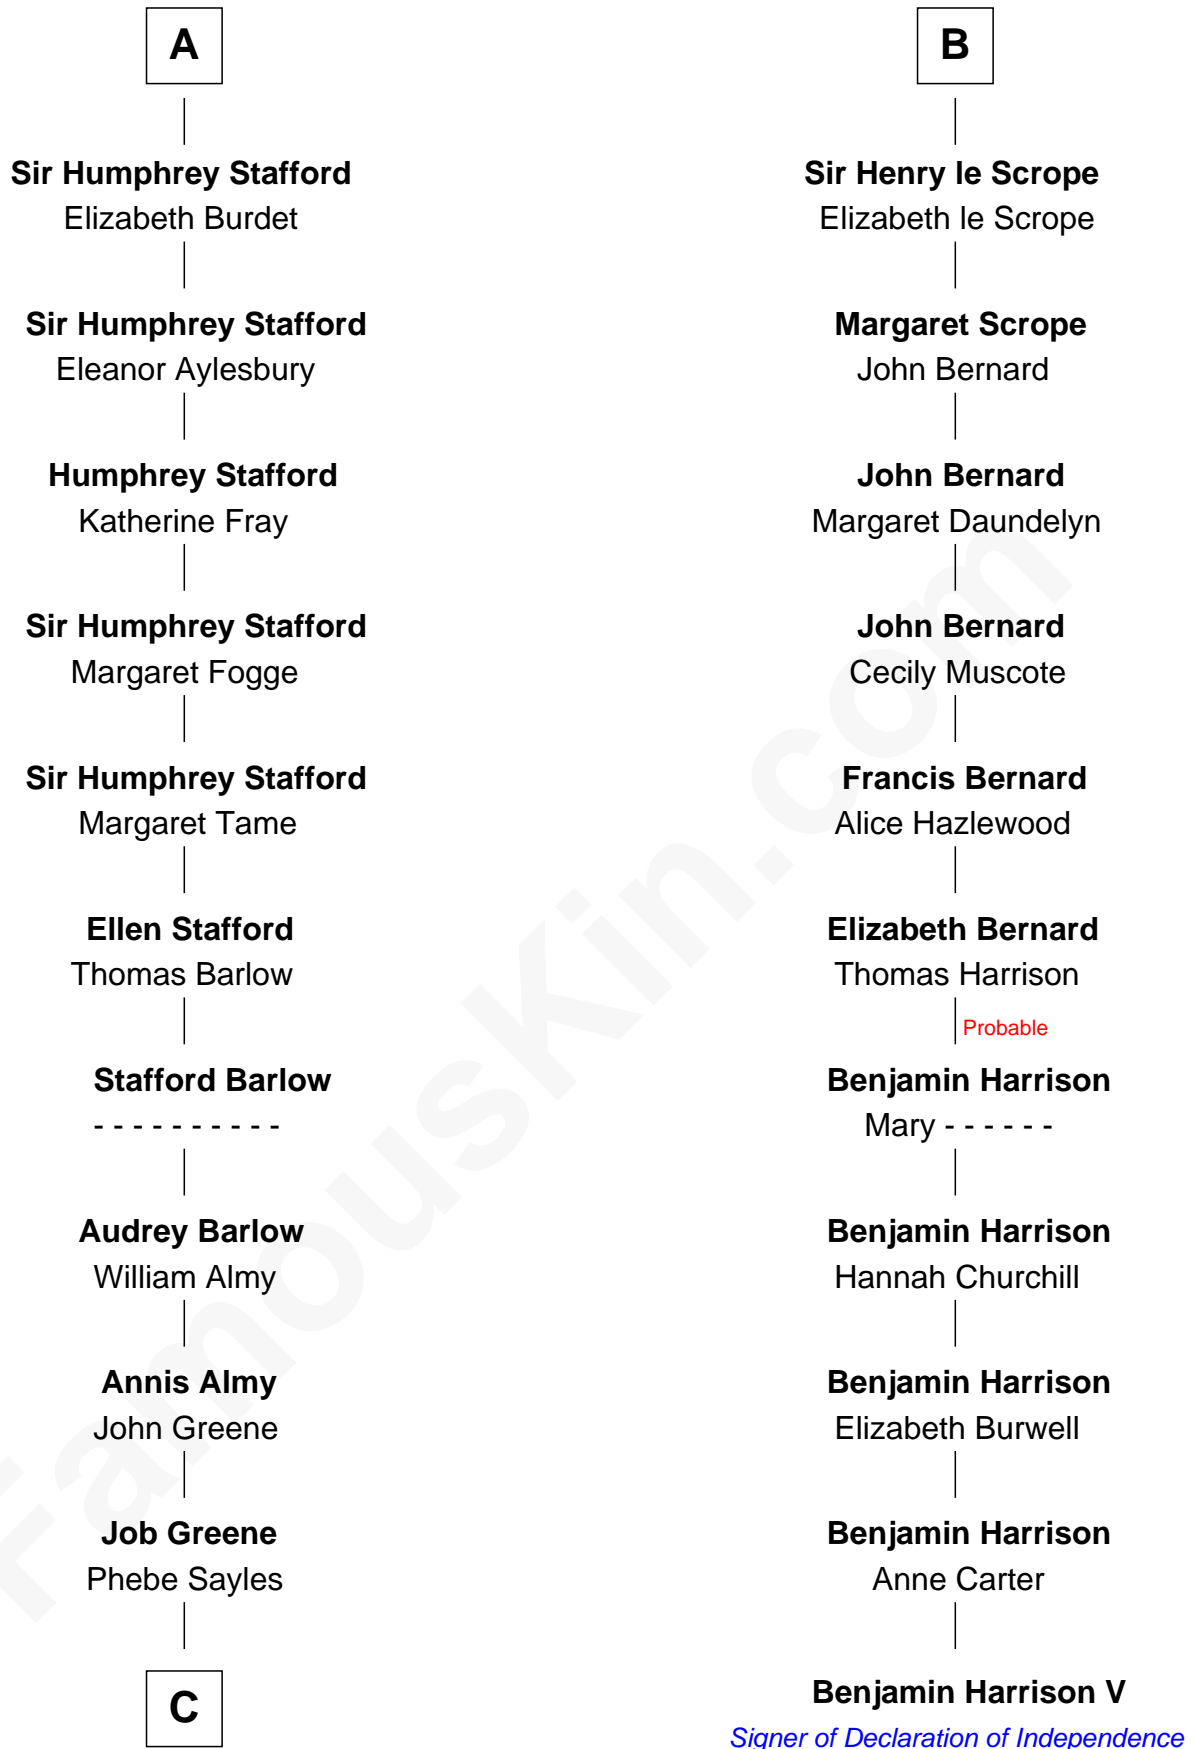 A
Sir Humphrey Stafford
Elizabeth Burdet
Sir Humphrey Stafford
Eleanor Aylesbury
Humphrey Stafford
Katherine Fray
Sir Humphrey Stafford
Margaret Fogge
Sir Humphrey Stafford
Margaret Tame
Ellen Stafford
Thomas Barlow
Stafford Barlow
- - - - - - - - - -
Audrey Barlow
William Almy
Annis Almy
John Greene
Job Greene
Phebe Sayles
C
B
Sir Henry le Scrope
Elizabeth le Scrope
Margaret Scrope
John Bernard
John Bernard
Margaret Daundelyn
John Bernard
Cecily Muscote
Francis Bernard
Alice Hazlewood
Elizabeth Bernard
Thomas Harrison
Probable
Benjamin Harrison
Mary - - - - - -
Benjamin Harrison
Hannah Churchill
Benjamin Harrison
Elizabeth Burwell
Benjamin Harrison
Anne Carter
Benjamin Harrison V
Signer of Declaration of Independence
FamousKin.com